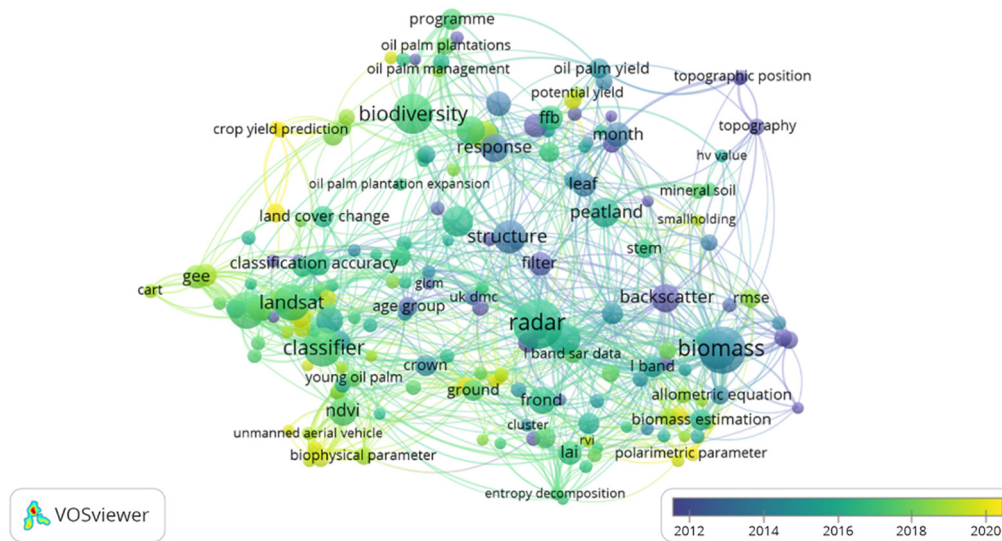 programme
oil palm plantations
oil palm management
oil palm yield
topographic position
potential yield
biodiversity
ffb
crop yield prediction
month
topography
response
hv value
oil palm plantation expansion
leaf
mineral soil
land cover change
peatland
smallholding
structure
stem
classification accuracy
filter
gee
glcm
cart
landsat
age group
uk dmc
backscatter
rmse
radar
classifier
l band sar data
biomass
crown
l band
young oil palm
ground
frond
allometric equation
ndvi
cluster
biomass estimation
unmanned aerial vehicle
rvi
biophysical parameter
lai
polarimetric parameter
entropy decomposition
VOSviewer
2012 2014 2016 2018 2020